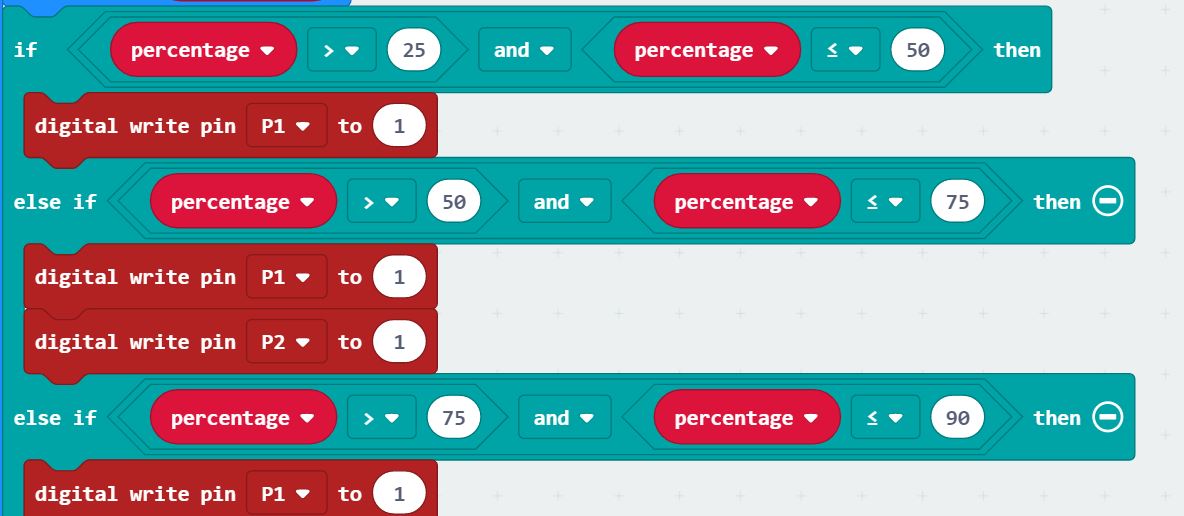 if percentage > 25 and percentage ≤ 50 then
digital write pin P1 to 1
else if percentage > 50 and percentage ≤ 75 then
digital write pin P1 to 1
digital write pin P2 to 1
else if percentage > 75 and percentage ≤ 90 then
digital write pin P1 to 1